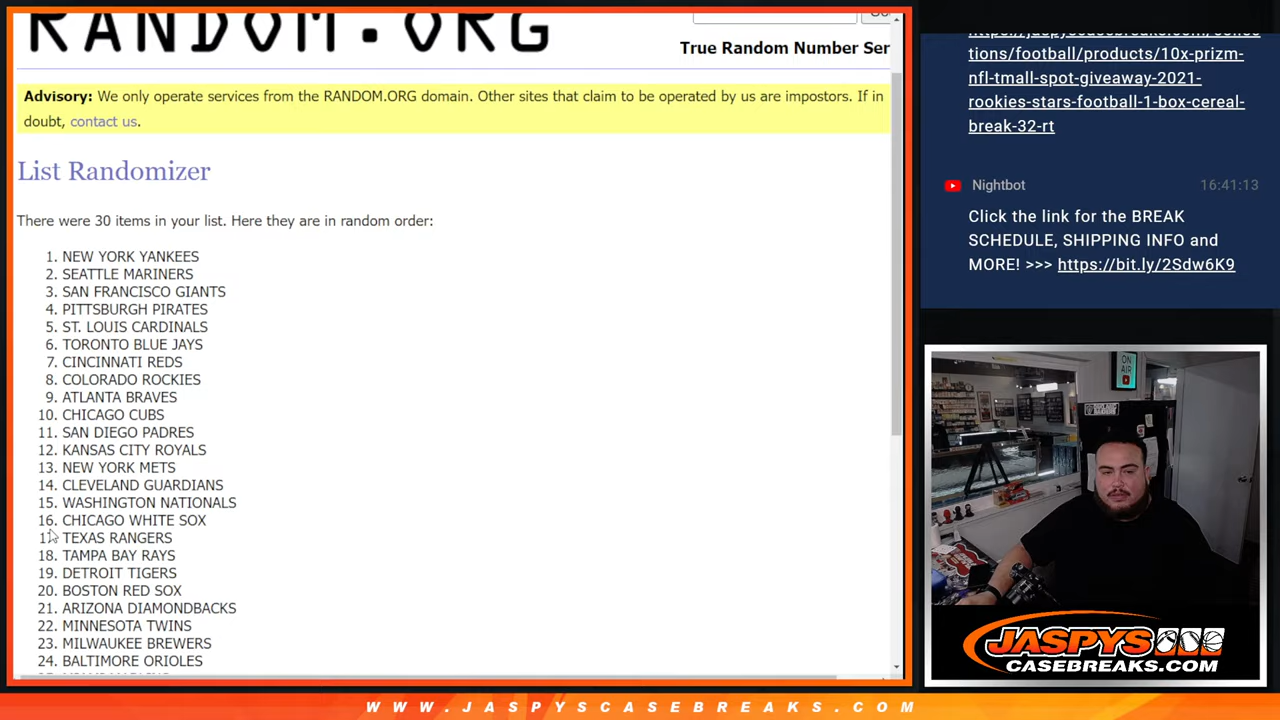 RANDOM.ORG
True Random Number Ser
Advisory: We only operate services from the RANDOM.ORG domain. Other sites that claim to be operated by us are impostors. If in
doubt, contact us.
List Randomizer
There were 30 items in your list. Here they are in random order:
1. NEW YORK YANKEES
2. SEATTLE MARINERS
3. SAN FRANCISCO GIANTS
4. PITTSBURGH PIRATES
5. ST. LOUIS CARDINALS
6. TORONTO BLUE JAYS
7. CINCINNATI REDS
8. COLORADO ROCKIES
9. ATLANTA BRAVES
10. CHICAGO CUBS
11. SAN DIEGO PADRES
12. KANSAS CITY ROYALS
13. NEW YORK METS
14. CLEVELAND GUARDIANS
15. WASHINGTON NATIONALS
16. CHICAGO WHITE SOX
17. TEXAS RANGERS
18. TAMPA BAY RAYS
19. DETROIT TIGERS
20. BOSTON RED SOX
21. ARIZONA DIAMONDBACKS
22. MINNESOTA TWINS
23. MILWAUKEE BREWERS
24. BALTIMORE ORIOLES
https://jaspyscasebreaks.com/collec
tions/football/products/10x-prizm-
nfl-tmall-spot-giveaway-2021-
rookies-stars-football-1-box-cereal-
break-32-rt
Nightbot 16:41:13
Click the link for the BREAK
SCHEDULE, SHIPPING INFO and
MORE! >>> https://bit.ly/2Sdw6K9
ON
AIR
JASPYS
CASEBREAKS.COM
WWW.JASPYSCASEBREAKS.COM